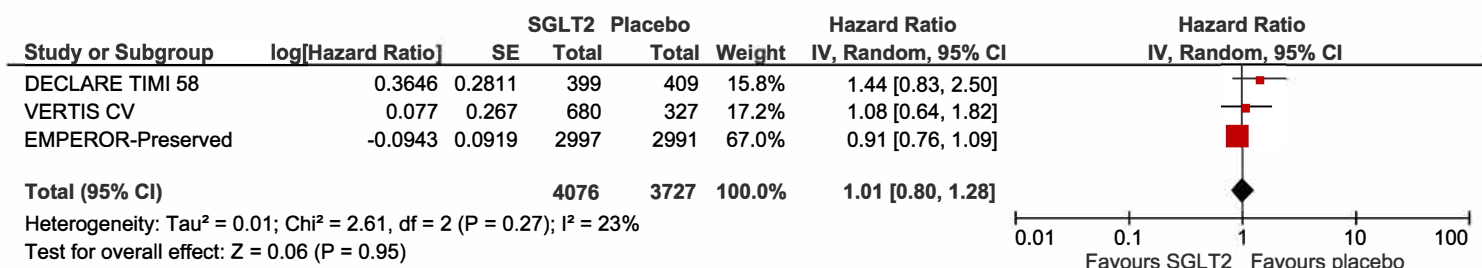 SGLT2 Placebo Hazard Ratio Hazard Ratio
Study or Subgroup log[Hazard Ratio] SE Total Total Weight IV, Random, 95% CI IV, Random, 95% CI
DECLARE TIMI 58 0.3646 0.2811 399 409 15.8% 1.44 [0.83, 2.50]
VERTIS CV 0.077 0.267 680 327 17.2% 1.08 [0.64, 1.82]
EMPEROR-Preserved -0.0943 0.0919 2997 2991 67.0% 0.91 [0.76, 1.09]
Total (95% CI) 4076 3727 100.0% 1.01 [0.80, 1.28]
Heterogeneity: Tau² = 0.01; Chi² = 2.61, df = 2 (P = 0.27); I² = 23%
Test for overall effect: Z = 0.06 (P = 0.95)
0.01 0.1 1 10 100
Favours SGLT2 Favours placebo